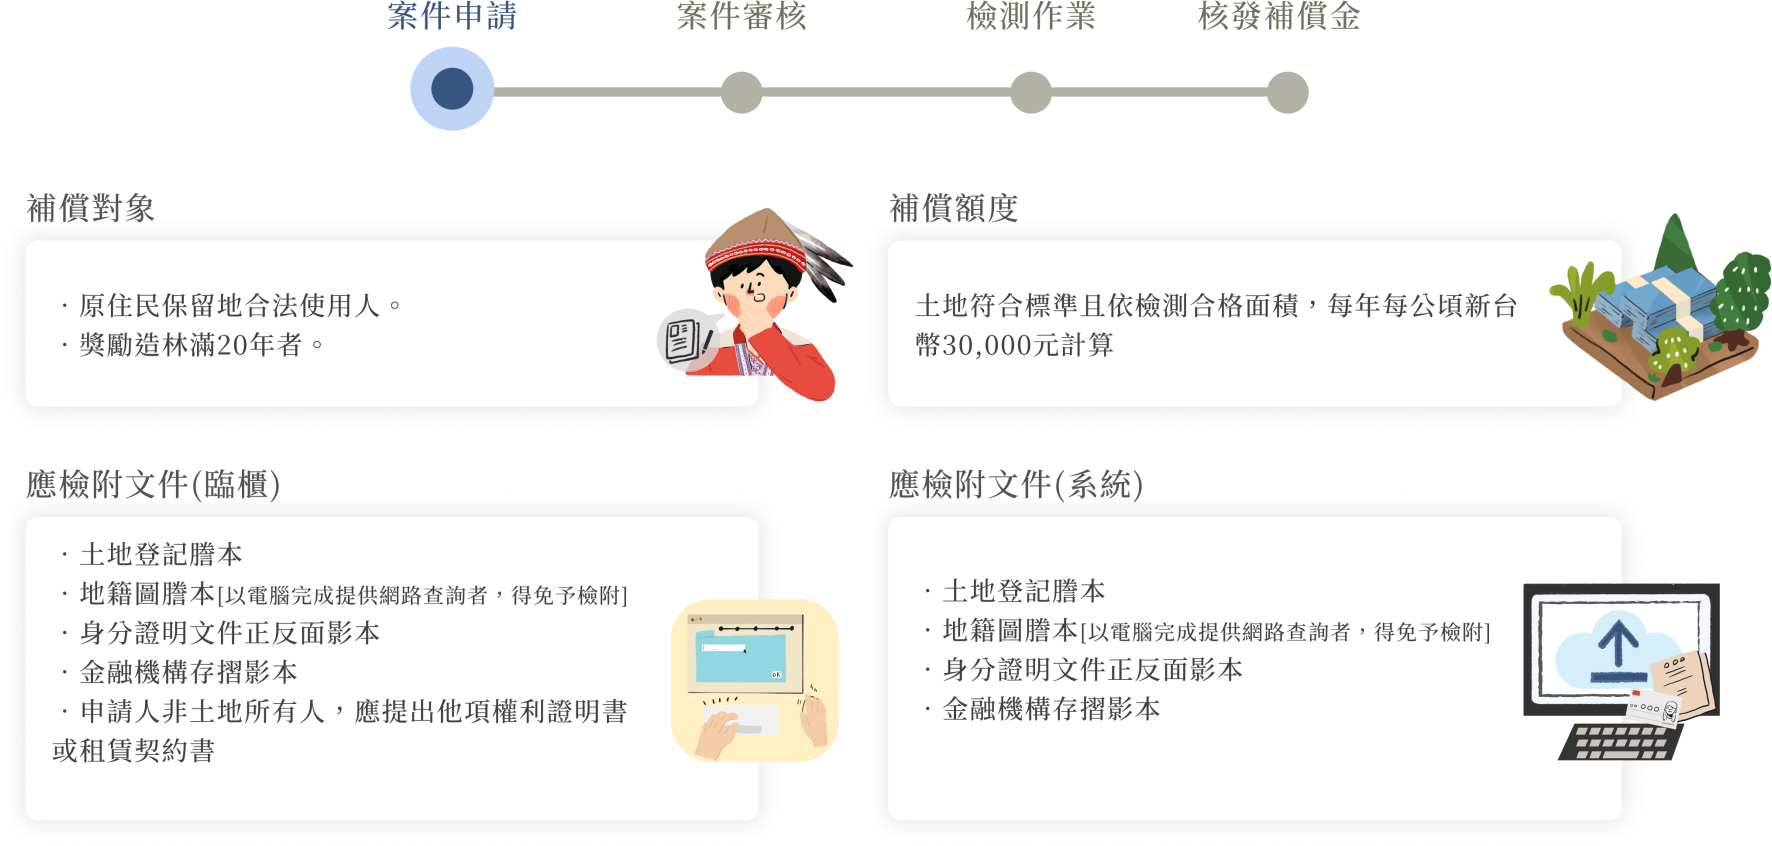 案件申請
案件審核
檢測作業
核發補償金
補償對象
．原住民保留地合法使用人。
．獎勵造林滿20年者。
補償額度
土地符合標準且依檢測合格面積，每年每公頃新台
幣30,000元計算
應檢附文件(臨櫃)
．土地登記謄本
．地籍圖謄本[以電腦完成提供網路查詢者，得免予檢附]
．身分證明文件正反面影本
．金融機構存摺影本
．申請人非土地所有人，應提出他項權利證明書
或租賃契約書
OK
應檢附文件(系統)
．土地登記謄本
．地籍圖謄本[以電腦完成提供網路查詢者，得免予檢附]
．身分證明文件正反面影本
．金融機構存摺影本